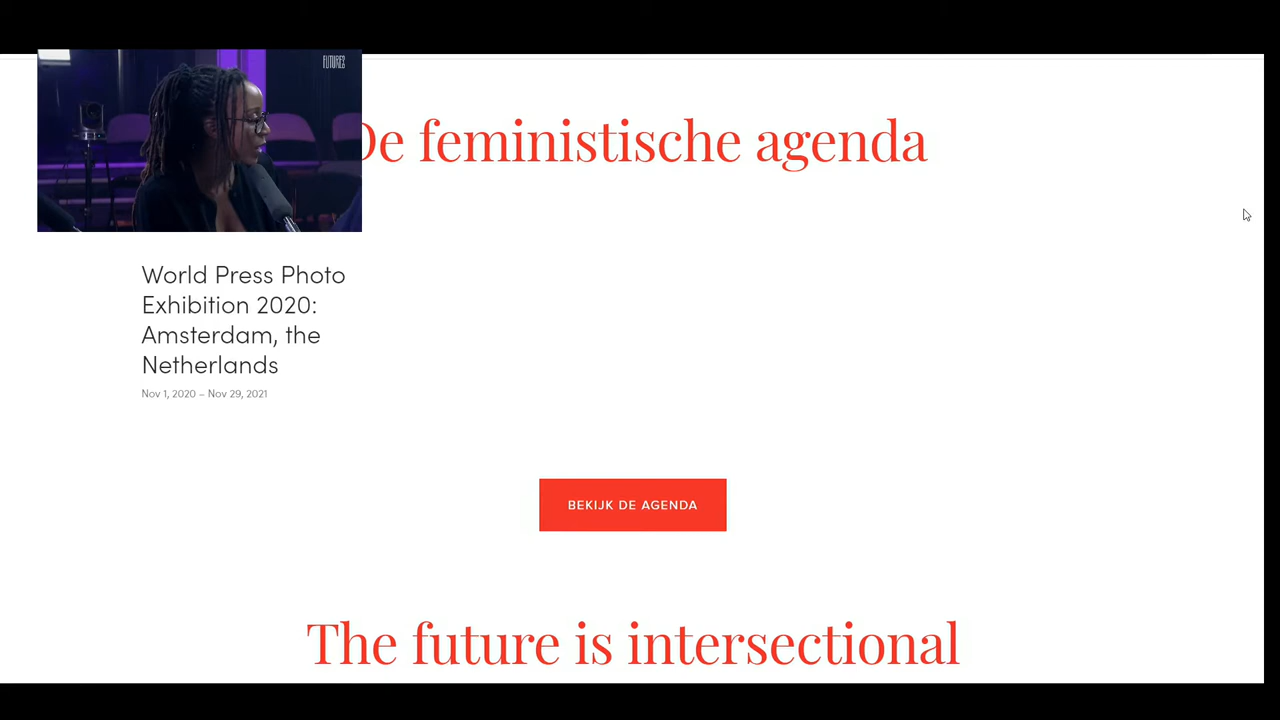 FUTURES
De feministische agenda
World Press Photo
Exhibition 2020:
Amsterdam, the
Netherlands
Nov 1, 2020 – Nov 29, 2021
BEKIJK DE AGENDA
The future is intersectional